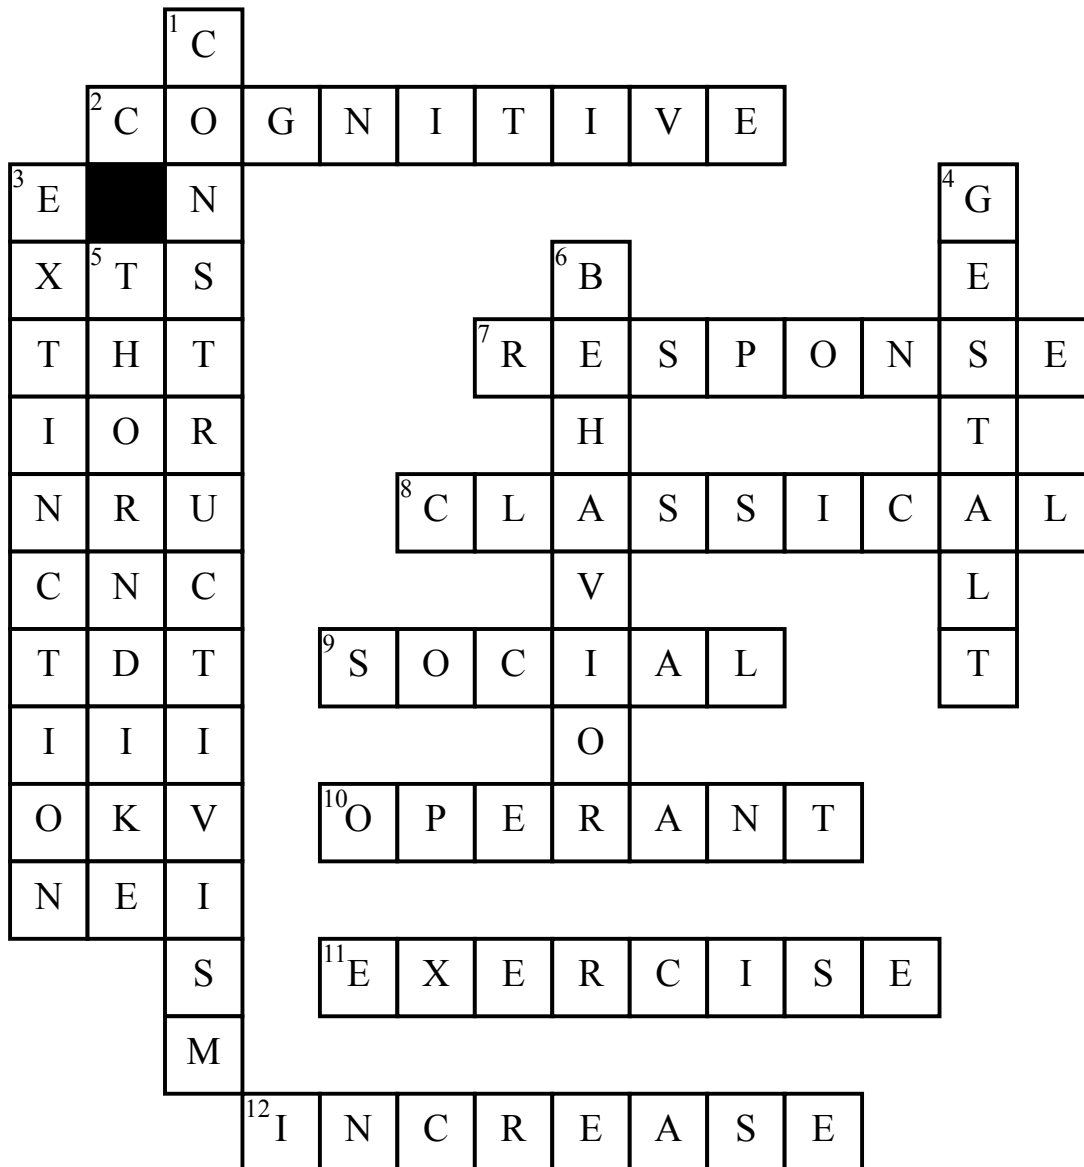 1 C
2 C O G N I T I V E
3 E N 4 G
X 5 T S 6 B E
T H T 7 R E S P O N S E
I O R H T
N R U 8 C L A S S I C A L
C N C V L
T D T 9 S O C I A L T
I I I O
O K V 10 O P E R A N T
N E I
S 11 E X E R C I S E
M
12 I N C R E A S E